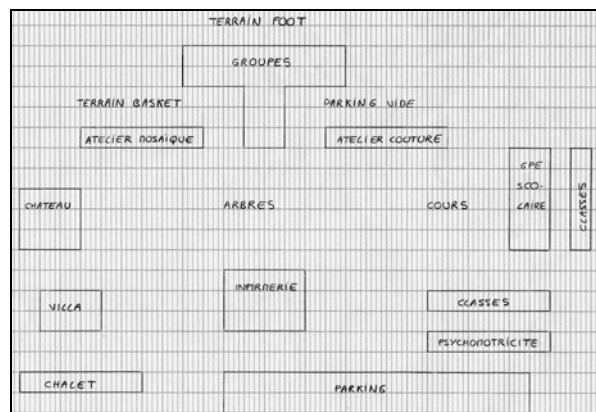 TERRAIN FOOT
GROUPES
TERRAIN BASKET
PARKING VIDE
ATELIER MOSAÏQUE
ATELIER COUTURE
GPE
SCO-
LAIRE
CLASSES
CHATEAU
ARBRES
COURS
INFIRMERIE
VILLA
CLASSES
PSYCHOMOTRICITE
CHALET
PARKING